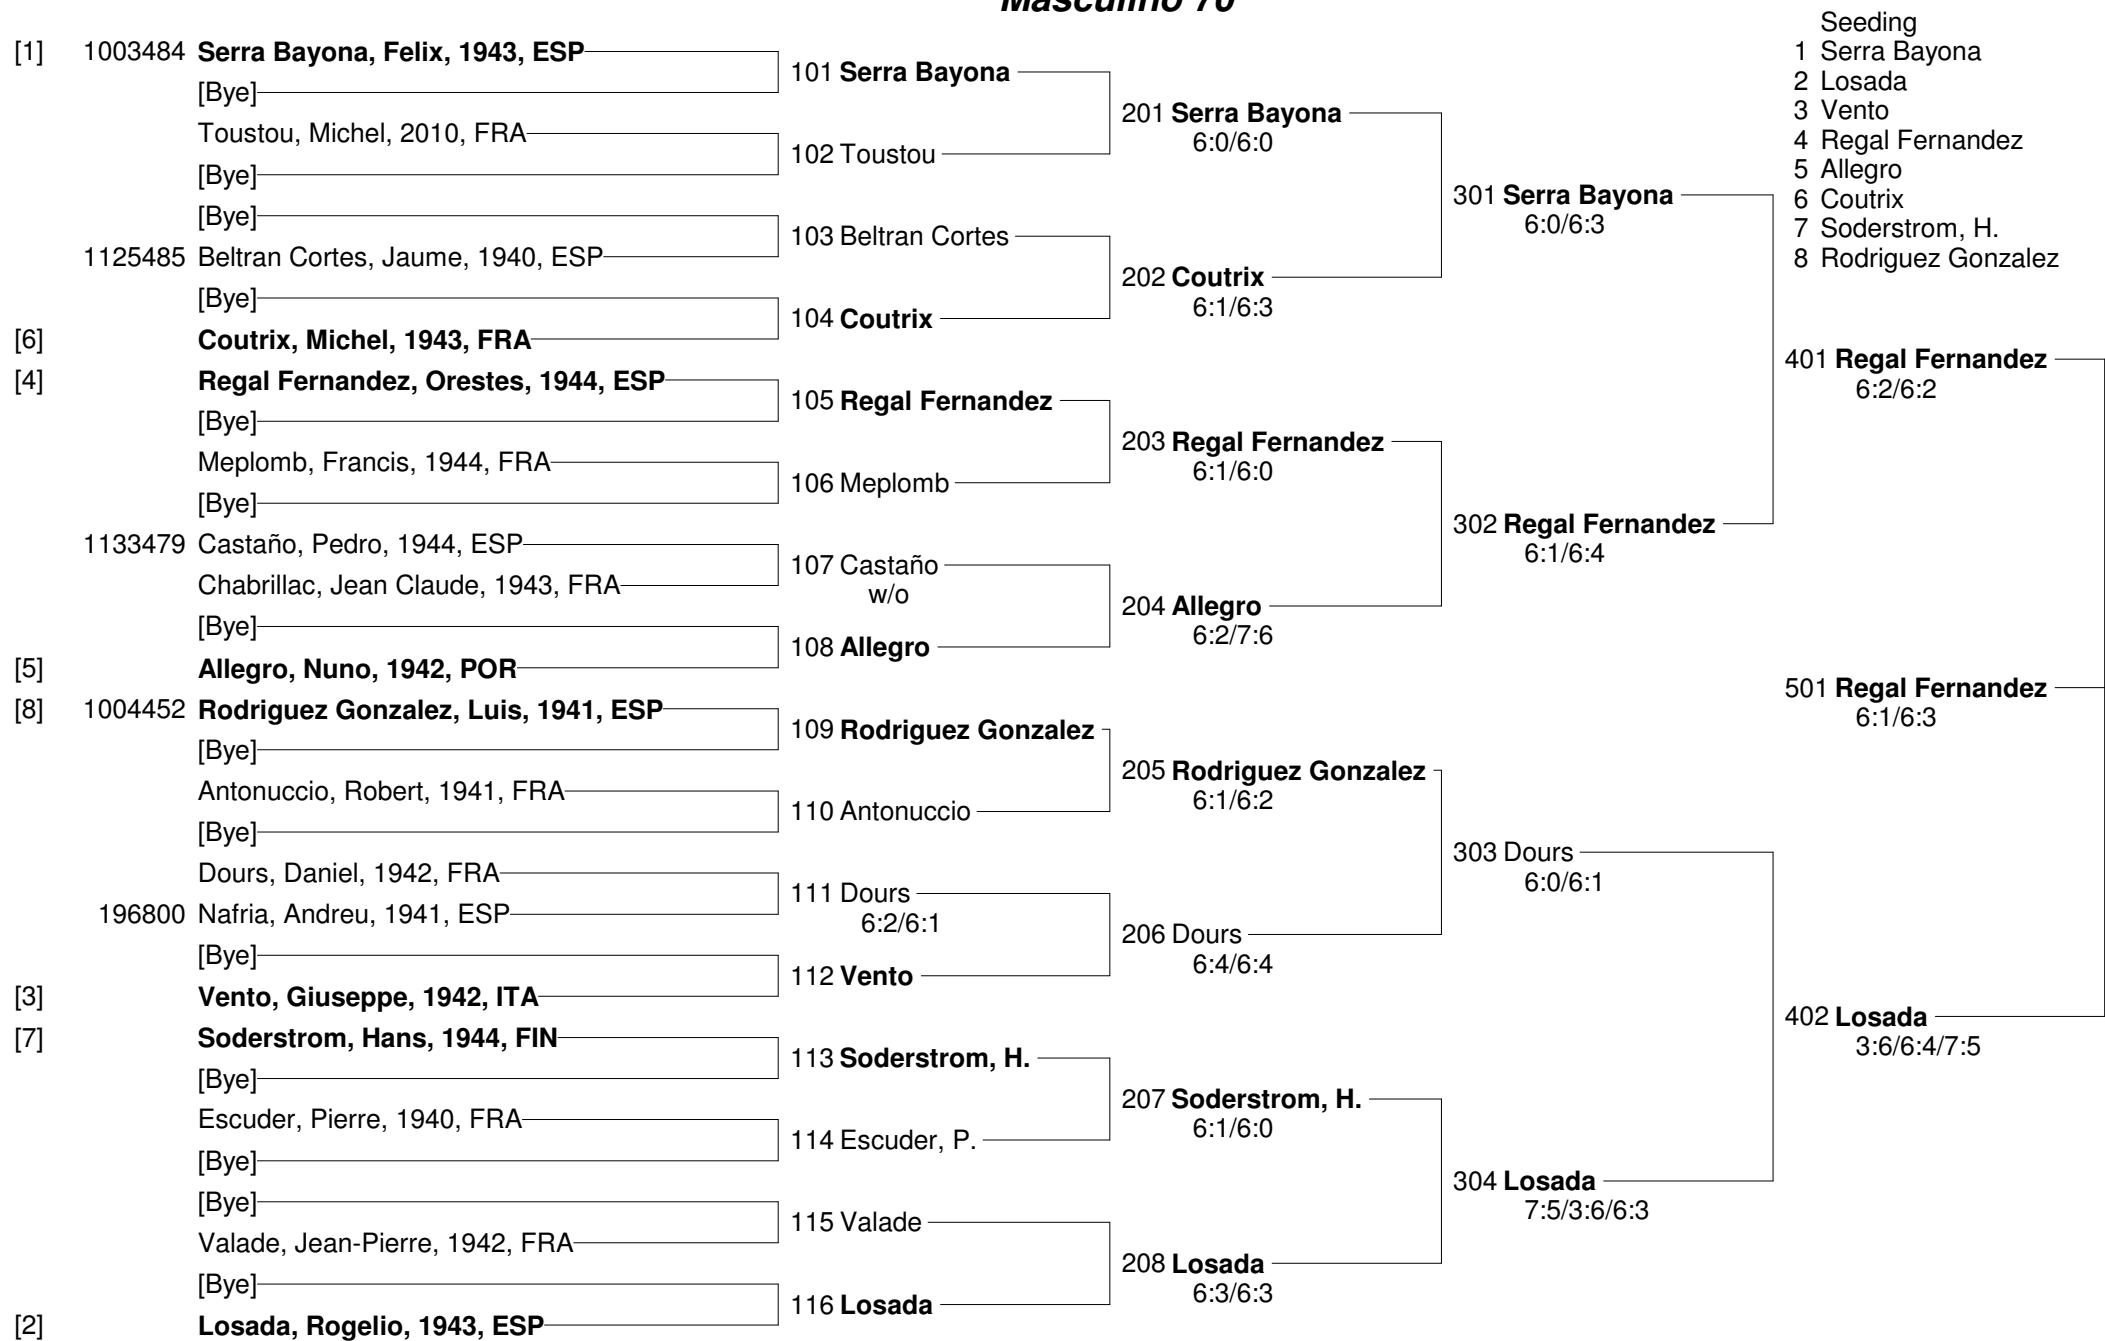 Masculino 70
Seeding
1 Serra Bayona
2 Losada
3 Vento
4 Regal Fernandez
5 Allegro
6 Coutrix
7 Soderstrom, H.
8 Rodriguez Gonzalez
[1] 1003484 Serra Bayona, Felix, 1943, ESP
[Bye]
Toustou, Michel, 2010, FRA
[Bye]
[Bye]
1125485 Beltran Cortes, Jaume, 1940, ESP
[Bye]
[6] Coutrix, Michel, 1943, FRA
[4] Regal Fernandez, Orestes, 1944, ESP
[Bye]
Meplomb, Francis, 1944, FRA
[Bye]
1133479 Castaño, Pedro, 1944, ESP
Chabrillac, Jean Claude, 1943, FRA
[Bye]
[5] Allegro, Nuno, 1942, POR
[8] 1004452 Rodriguez Gonzalez, Luis, 1941, ESP
[Bye]
Antonuccio, Robert, 1941, FRA
[Bye]
Dours, Daniel, 1942, FRA
196800 Nafria, Andreu, 1941, ESP
[Bye]
[3] Vento, Giuseppe, 1942, ITA
[7] Soderstrom, Hans, 1944, FIN
[Bye]
Escuder, Pierre, 1940, FRA
[Bye]
[Bye]
Valade, Jean-Pierre, 1942, FRA
[Bye]
[2] Losada, Rogelio, 1943, ESP
101 Serra Bayona
102 Toustou
103 Beltran Cortes
104 Coutrix
105 Regal Fernandez
106 Meplomb
107 Castaño
w/o
108 Allegro
109 Rodriguez Gonzalez
110 Antonuccio
111 Dours
6:2/6:1
112 Vento
113 Soderstrom, H.
114 Escuder, P.
115 Valade
116 Losada
201 Serra Bayona
6:0/6:0
202 Coutrix
6:1/6:3
203 Regal Fernandez
6:1/6:0
204 Allegro
6:2/7:6
205 Rodriguez Gonzalez
6:1/6:2
206 Dours
6:4/6:4
207 Soderstrom, H.
6:1/6:0
208 Losada
6:3/6:3
301 Serra Bayona
6:0/6:3
302 Regal Fernandez
6:1/6:4
303 Dours
6:0/6:1
304 Losada
7:5/3:6/6:3
401 Regal Fernandez
6:2/6:2
501 Regal Fernandez
6:1/6:3
402 Losada
3:6/6:4/7:5